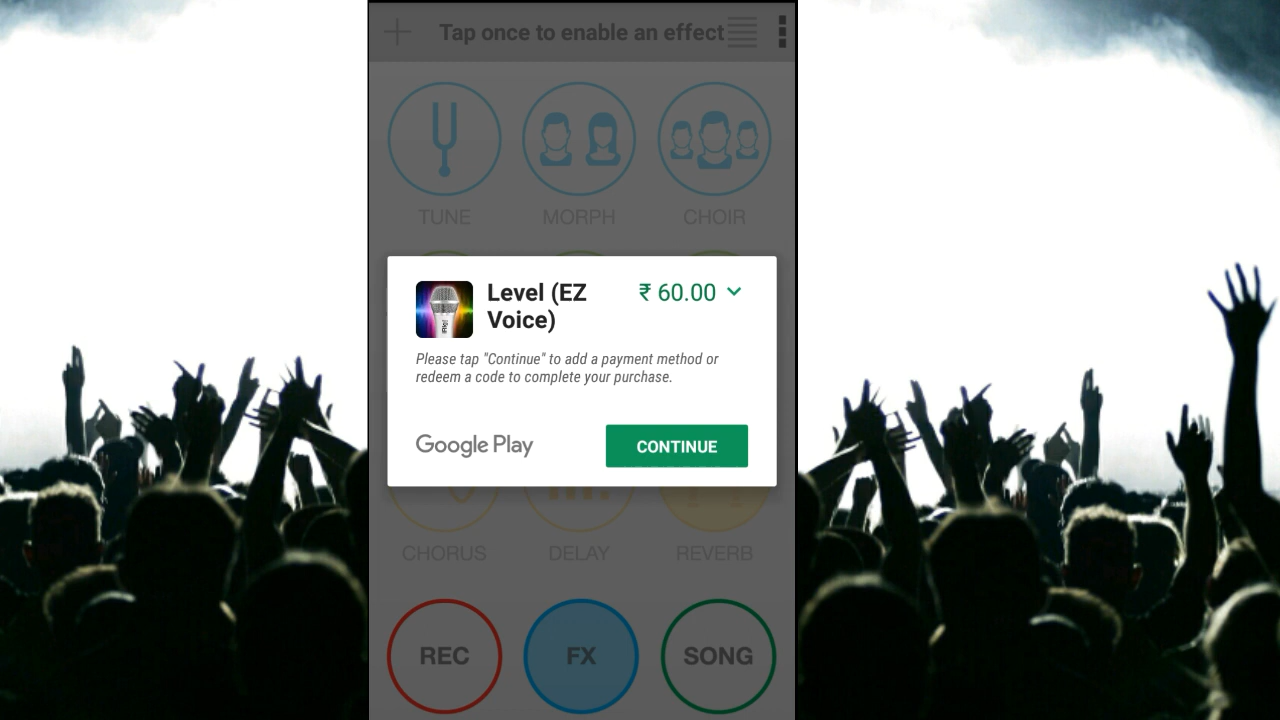 Tap once to enable an effect
TUNE
MORPH
CHOIR
Level (EZ
Voice)
₹ 60.00
Please tap "Continue" to add a payment method or
redeem a code to complete your purchase.
Google Play
CONTINUE
CHORUS
DELAY
REVERB
REC
FX
SONG